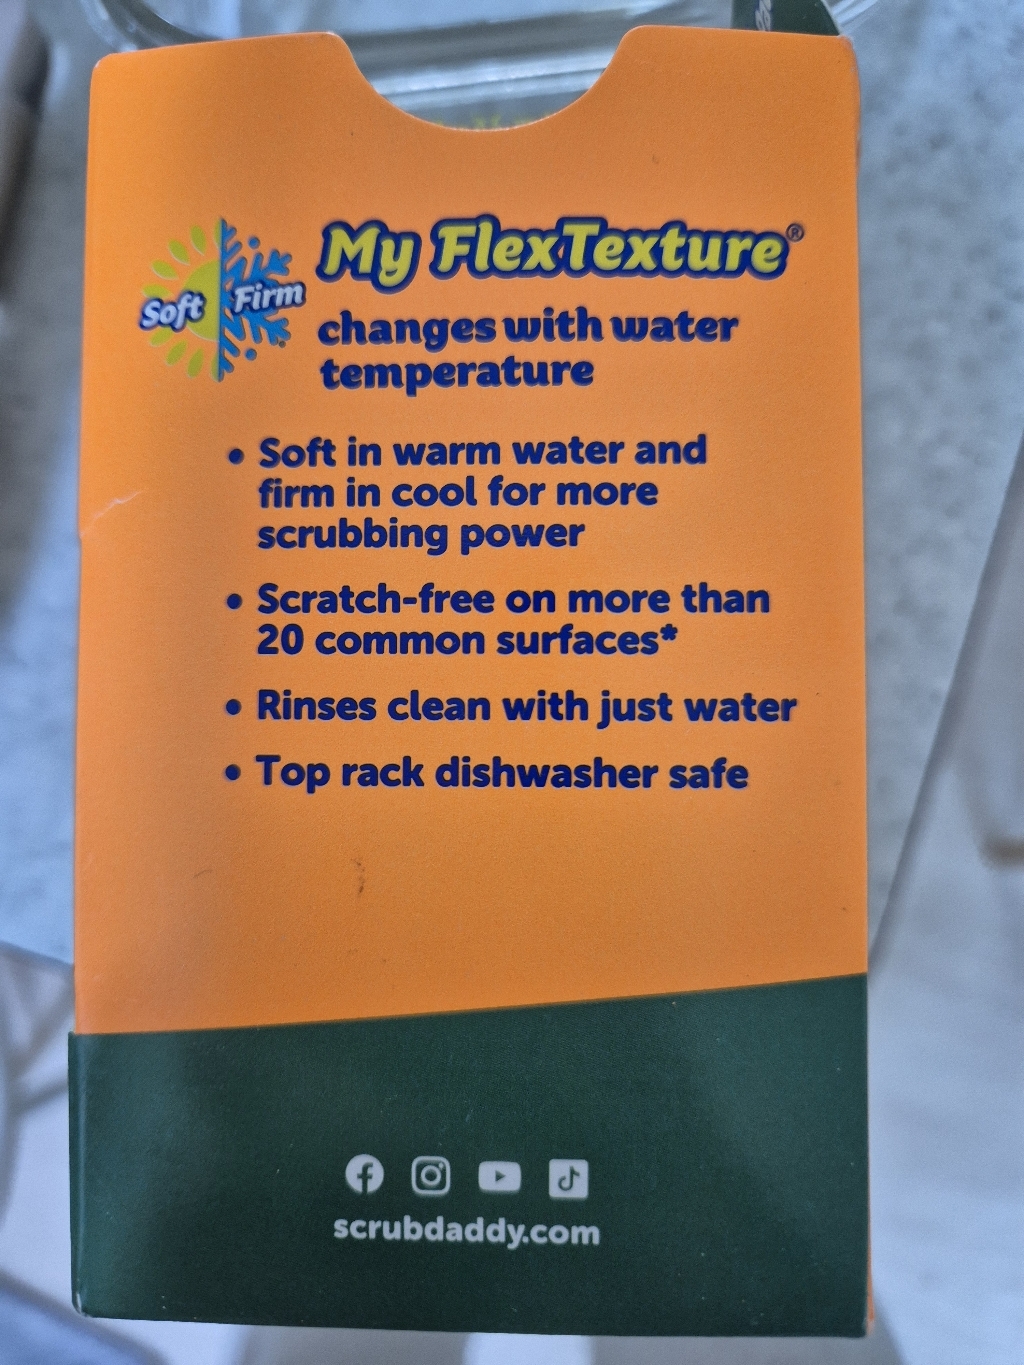 My FlexTexture®
Soft Firm
changes with water
temperature
• Soft in warm water and
firm in cool for more
scrubbing power
• Scratch-free on more than
20 common surfaces*
• Rinses clean with just water
• Top rack dishwasher safe
scrubdaddy.com